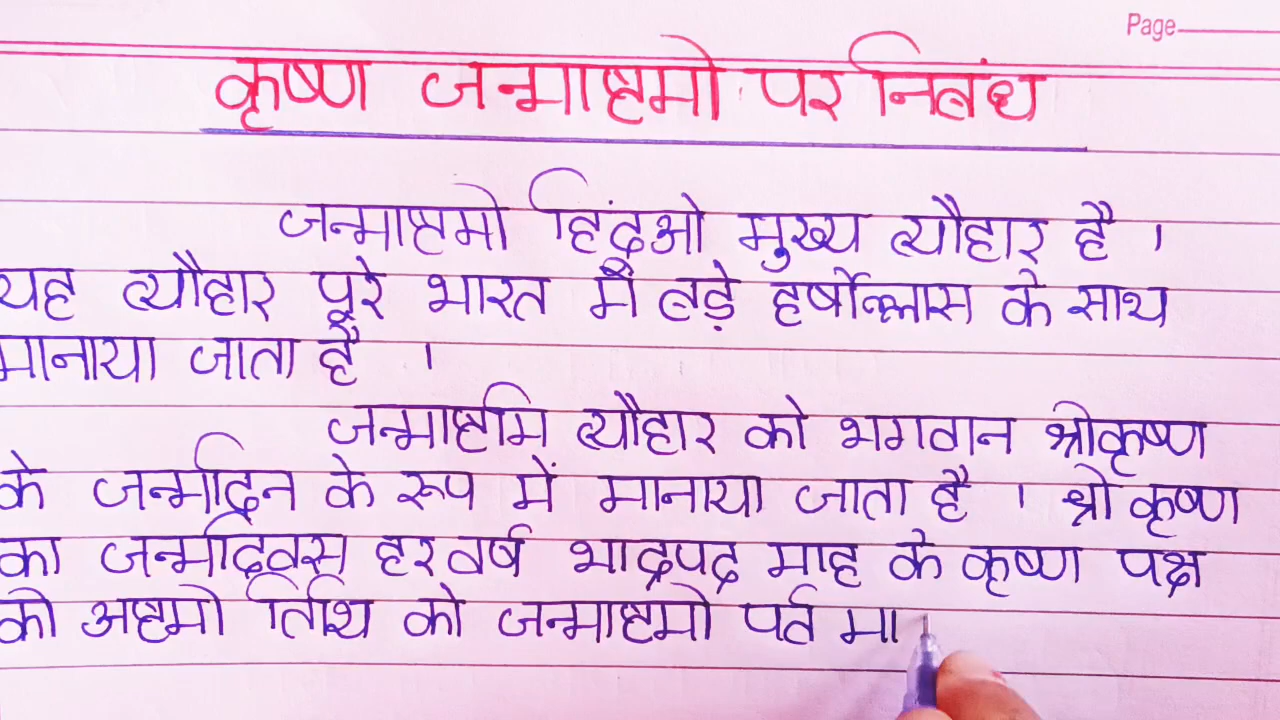 Page
कृष्ण जन्माष्टमी पर निबंध
जन्माष्टमी हिंदुओ मुख्य त्यौहार है ।
यह त्यौहार पूरे भारत में बड़े हर्षोल्लास के साथ
मानाया जाता है ।
जन्माष्टमि त्यौहार को भगवान श्रीकृष्ण
के जन्मदिन के रूप में मानाया जाता है । श्री कृष्ण
का जन्मदिवस हर वर्ष भाद्रपद माह के कृष्ण पक्ष
की अष्टमी तिथि को जन्माष्टमी पर्व मा